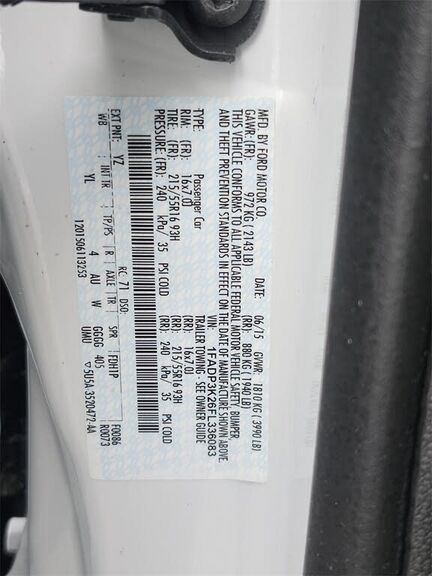 MFD. BY FORD MOTOR CO.
DATE: 06/15 GVWR: 1810 KG (3990 LB)
GAWR: (FR): 972 KG (2143 LB) (RR): 880 KG (1940 LB)
THIS VEHICLE CONFORMS TO ALL APPLICABLE FEDERAL MOTOR VEHICLE SAFETY, BUMPER,
AND THEFT PREVENTION STANDARDS IN EFFECT ON THE DATE OF MANUFACTURE SHOWN ABOVE.
VIN: 1FADP3K26FL336083
TYPE: Passenger Car TRAILER TOWING - SEE OWNER GUIDE
RIM: (FR): 16x7.0J (RR): 16x7.0J
TIRE: (FR): 215/55R16 93H (RR): 215/55R16 93H
PRESSURE: (FR): 240 kPa/ 35 PSI COLD (RR): 240 kPa/ 35 PSI COLD
EXT PNT: YZ RC: 71 DSO: F0086
WB INT TR TP/PS R AXLE TR SPR FDHTP R0073
YL 4 AU W GGGG 405
UMO
1201506113253 ▽5U5A 3520472 AA